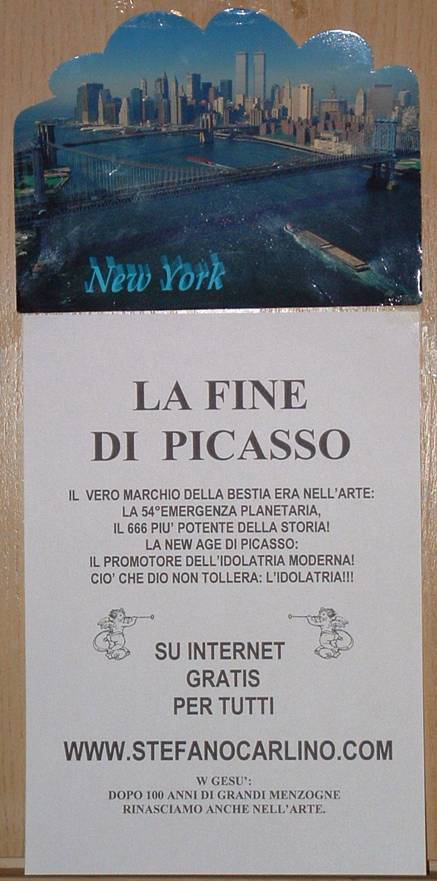 New York
LA FINE
DI PICASSO
IL VERO MARCHIO DELLA BESTIA ERA NELL'ARTE:
LA 54°EMERGENZA PLANETARIA,
IL 666 PIU' POTENTE DELLA STORIA!
LA NEW AGE DI PICASSO:
IL PROMOTORE DELL'IDOLATRIA MODERNA!
CIO' CHE DIO NON TOLLERA: L'IDOLATRIA!!!
SU INTERNET
GRATIS
PER TUTTI
WWW.STEFANOCARLINO.COM
W GESU':
DOPO 100 ANNI DI GRANDI MENZOGNE
RINASCIAMO ANCHE NELL'ARTE.